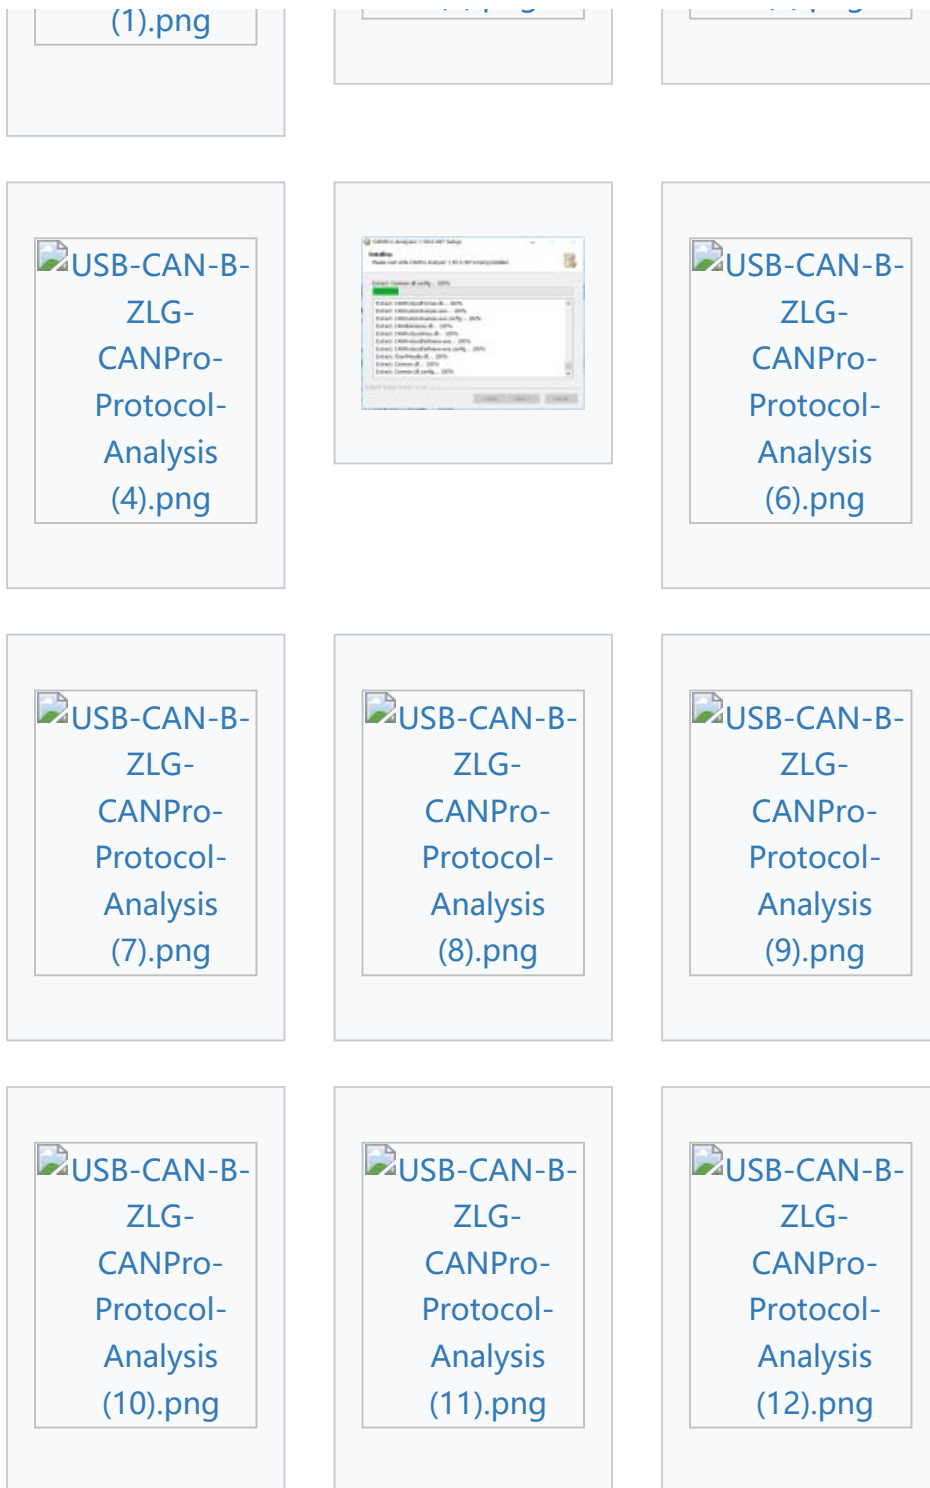 (1).png
USB-CAN-B-
ZLG-
CANPro-
Protocol-
Analysis
(4).png
Installing
USB-CAN-B-
ZLG-
CANPro-
Protocol-
Analysis
(6).png
USB-CAN-B-
ZLG-
CANPro-
Protocol-
Analysis
(7).png
USB-CAN-B-
ZLG-
CANPro-
Protocol-
Analysis
(8).png
USB-CAN-B-
ZLG-
CANPro-
Protocol-
Analysis
(9).png
USB-CAN-B-
ZLG-
CANPro-
Protocol-
Analysis
(10).png
USB-CAN-B-
ZLG-
CANPro-
Protocol-
Analysis
(11).png
USB-CAN-B-
ZLG-
CANPro-
Protocol-
Analysis
(12).png